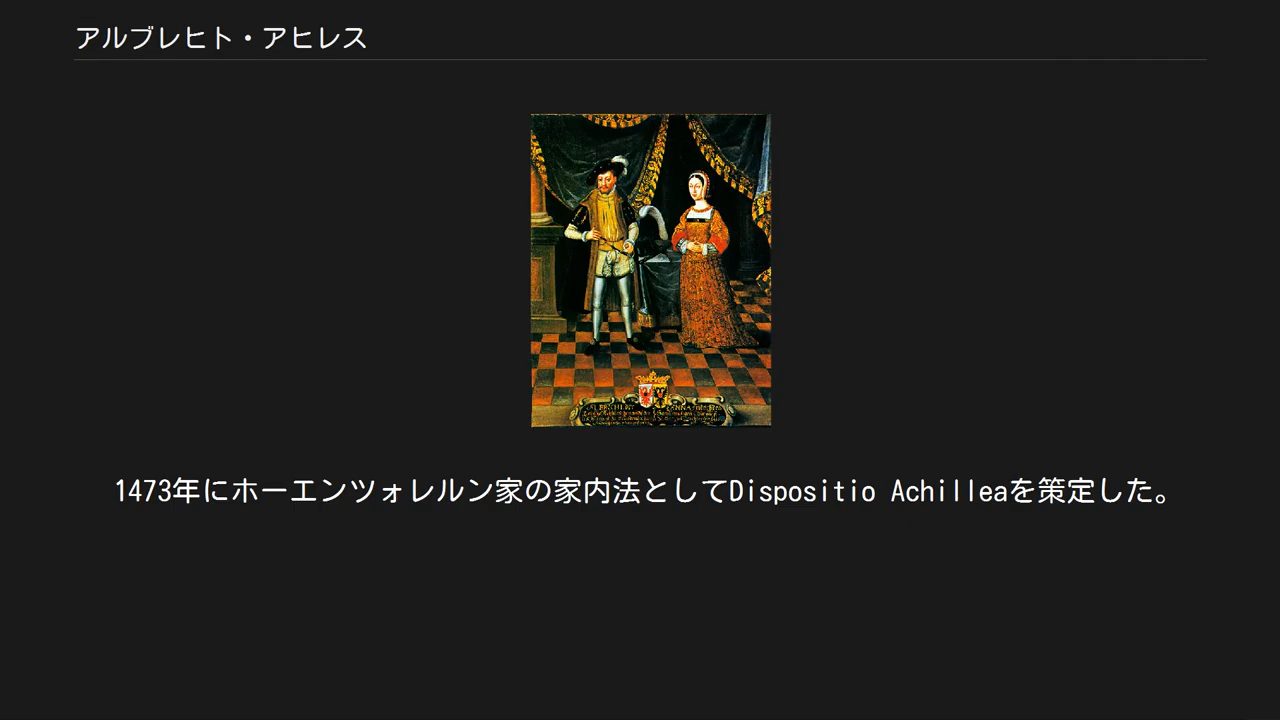 アルブレヒト・アヒレス
1473年にホーエンツォレルン家の家内法としてDispositio Achilleaを策定した。